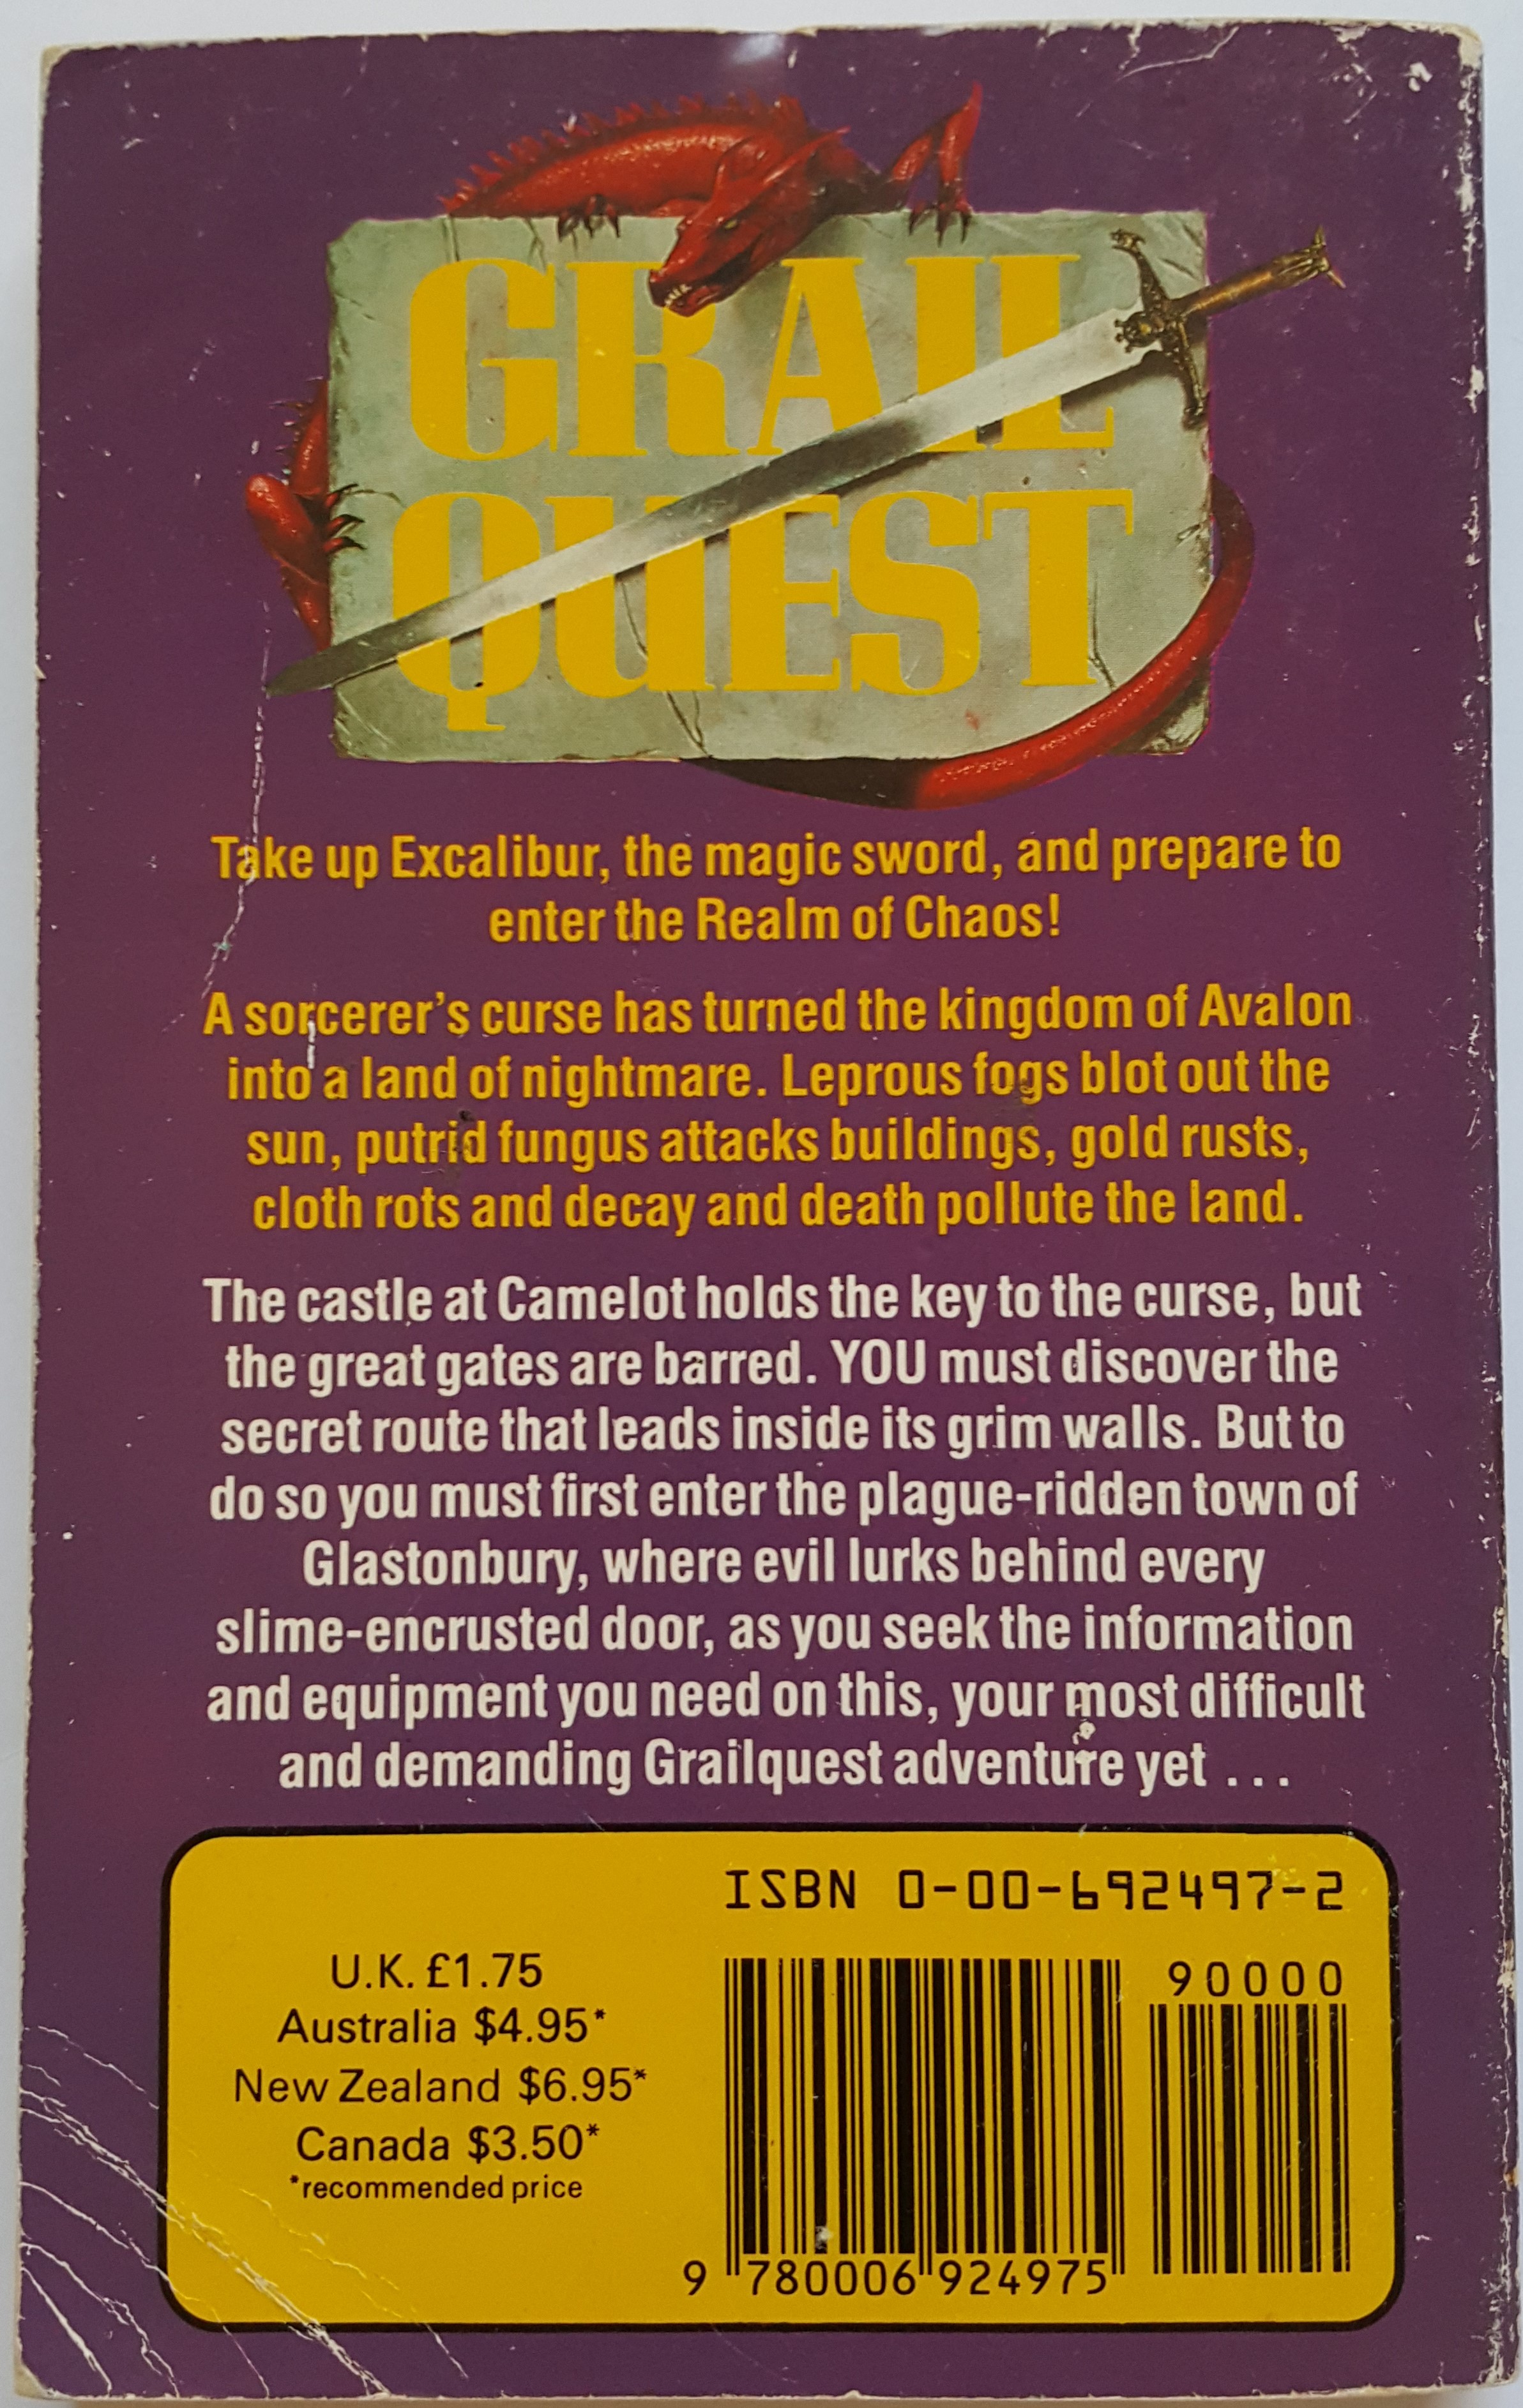 GRAIL
QUEST
Take up Excalibur, the magic sword, and prepare to
enter the Realm of Chaos!
A sorcerer's curse has turned the kingdom of Avalon
into a land of nightmare. Leprous fogs blot out the
sun, putrid fungus attacks buildings, gold rusts,
cloth rots and decay and death pollute the land.
The castle at Camelot holds the key to the curse, but
the great gates are barred. YOU must discover the
secret route that leads inside its grim walls. But to
do so you must first enter the plague-ridden town of
Glastonbury, where evil lurks behind every
slime-encrusted door, as you seek the information
and equipment you need on this, your most difficult
and demanding Grailquest adventure yet ...
U.K. £1.75
Australia $4.95*
New Zealand $6.95*
Canada $3.50*
*recommended price
ISBN 0-00-692497-2
90000
9 780006 924975